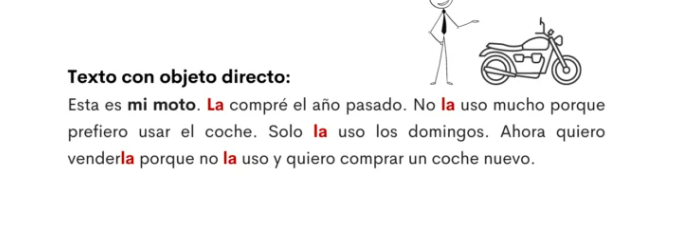 Texto con objeto directo:
Esta es mi moto. La compré el año pasado. No la uso mucho porque
prefiero usar el coche. Solo la uso los domingos. Ahora quiero
venderla porque no la uso y quiero comprar un coche nuevo.